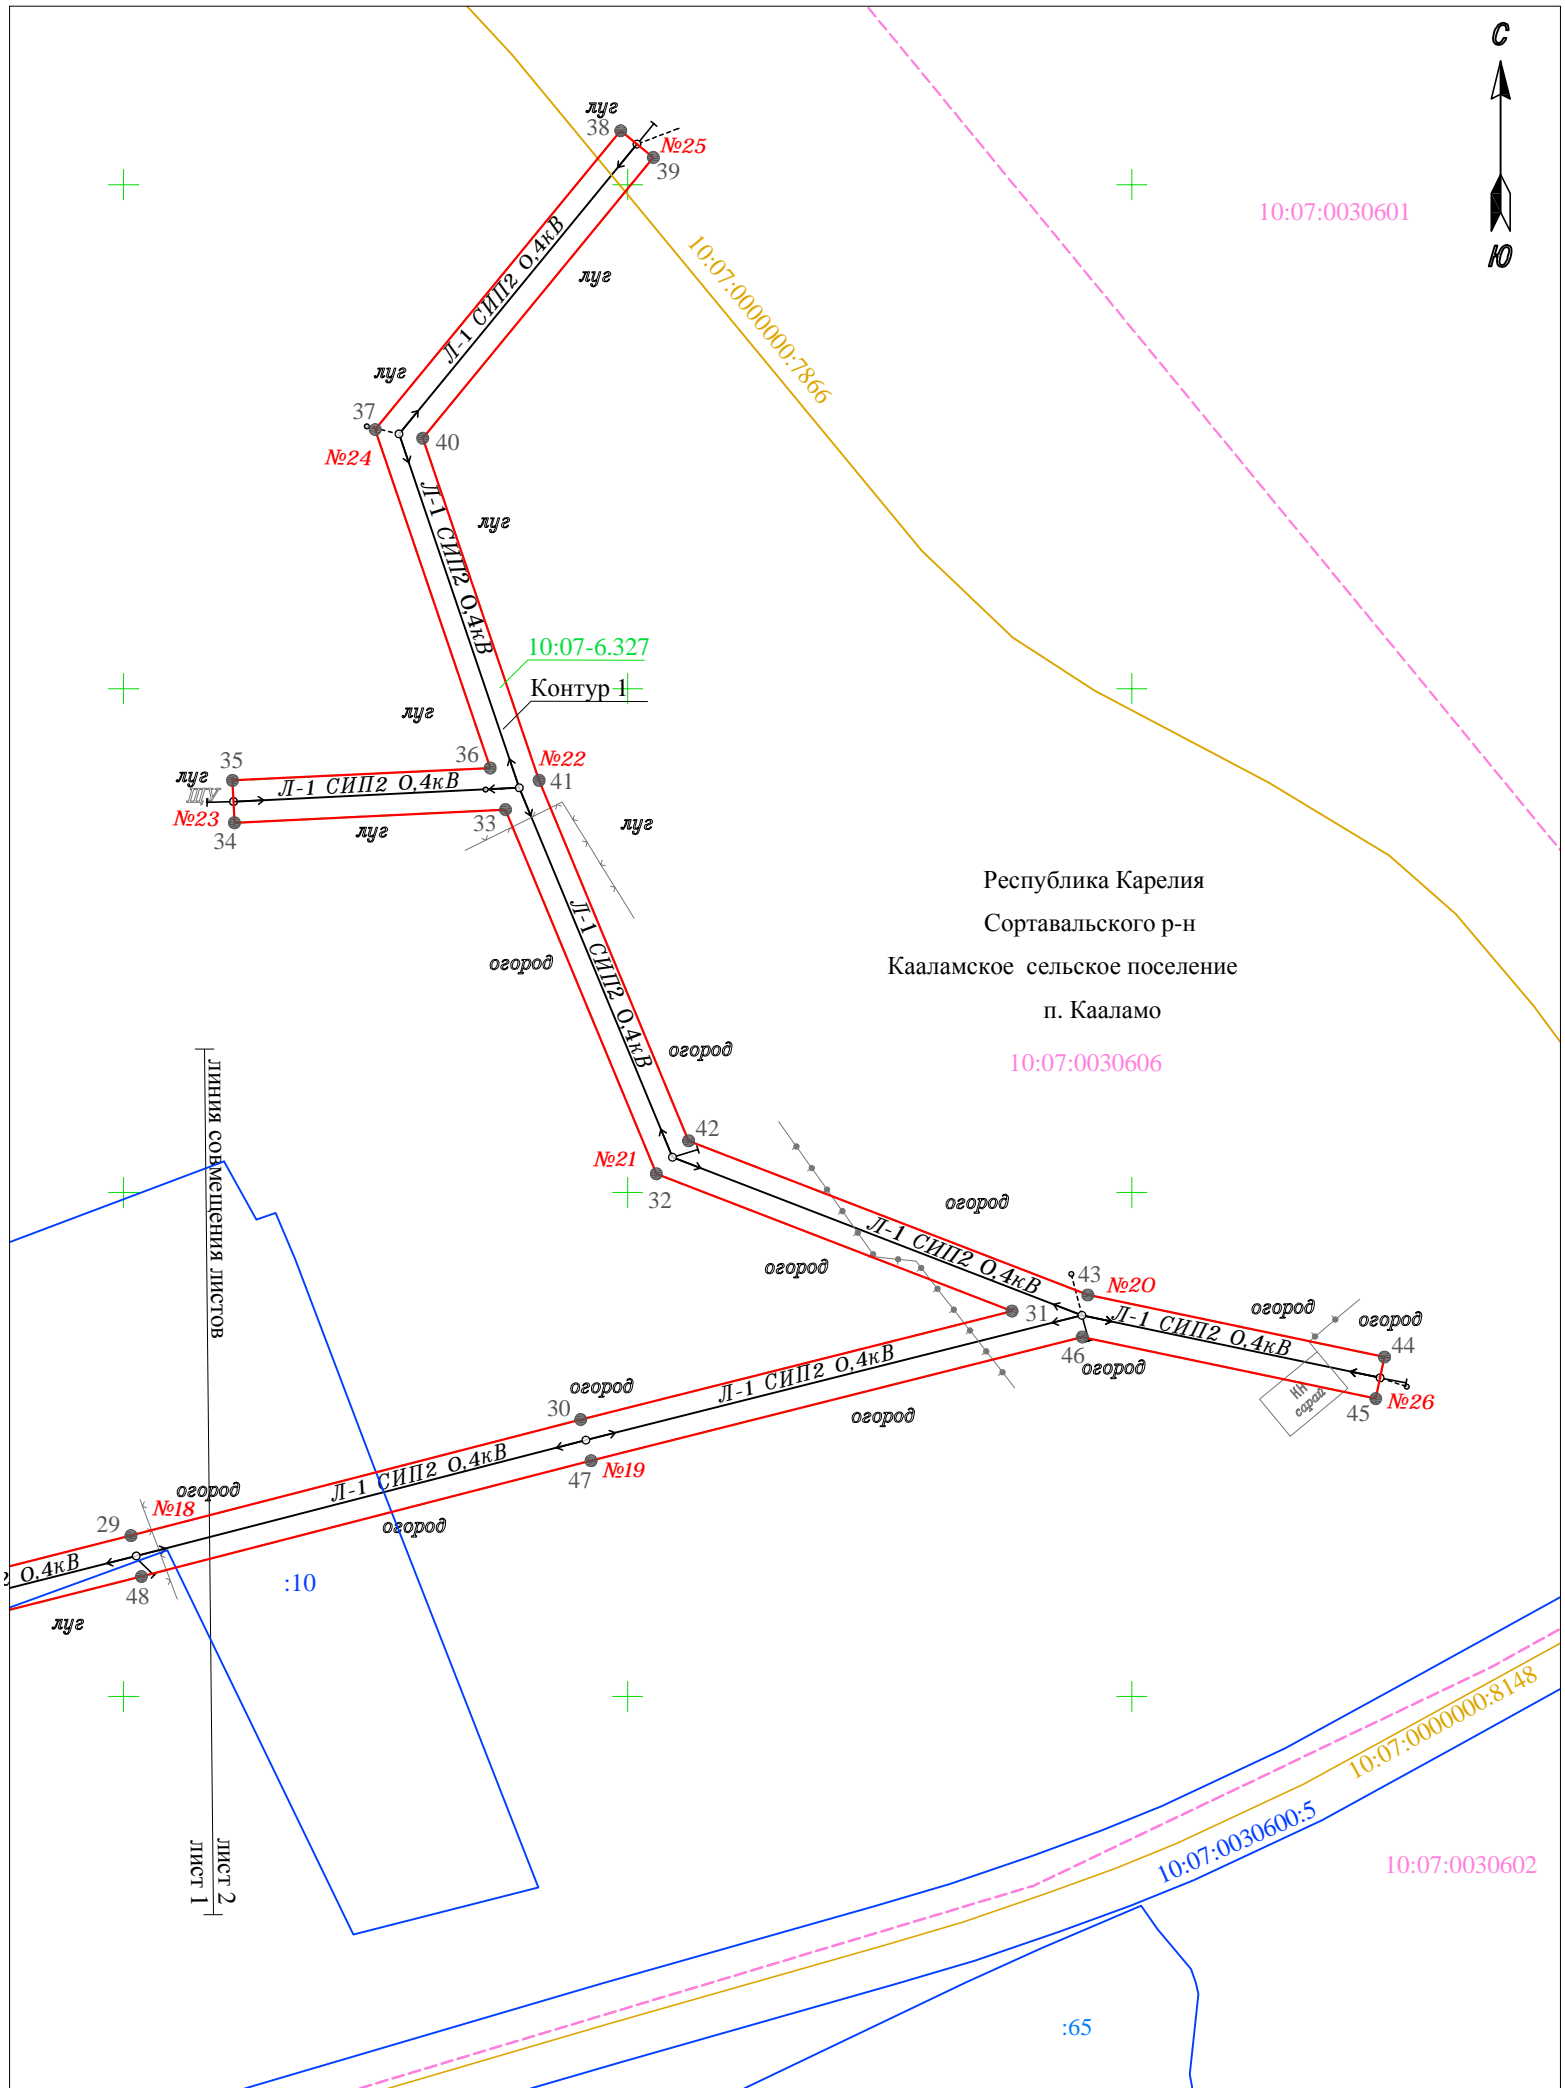 С
Ю
луг
38
№25
39
10:07:0030601
10:07:0000000:7866
Л-1 СИП2 0,4кВ
луг
луг
37
40
№24
луг
Л-1 СИП2 0,4кВ
10:07-6.327
Контур 1
луг
36
№22
41
35
луг
ЩУ
Л-1 СИП2 0,4кВ
№23
34
луг
33
луг
Республика Карелия
Сортавальского р-н
Кааламское сельское поселение
п. Кааламо
10:07:0030606
огород
Л-1 СИП2 0,4кВ
огород
42
№21
32
линия совмещения листов
огород
Л-1 СИП2 0,4кВ
огород
43
№20
31
огород
огород
Л-1 СИП2 0,4кВ
44
46
огород
КН
сарай
45
№26
огород
30
Л-1 СИП2 0,4кВ
огород
47
№19
Л-1 СИП2 0,4кВ
огород
огород
№18
29
2 0,4кВ
48
луг
:10
10:07:0000000:8148
10:07:0030600:5
10:07:0030602
лист 2
лист 1
:65